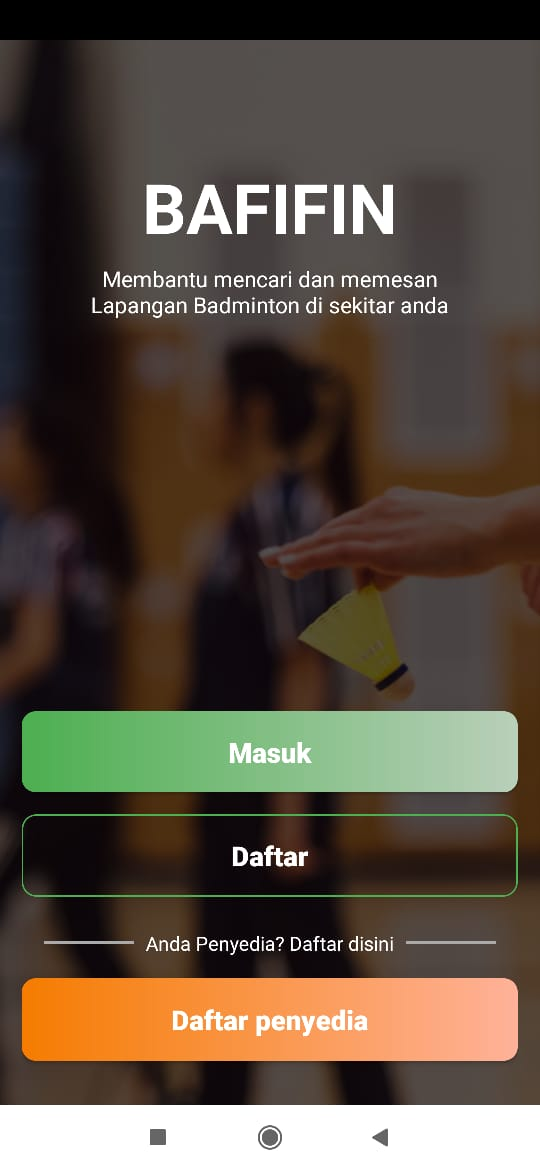 BAFIFIN
Membantu mencari dan memesan
Lapangan Badminton di sekitar anda
Masuk
Daftar
Anda Penyedia? Daftar disini
Daftar penyedia